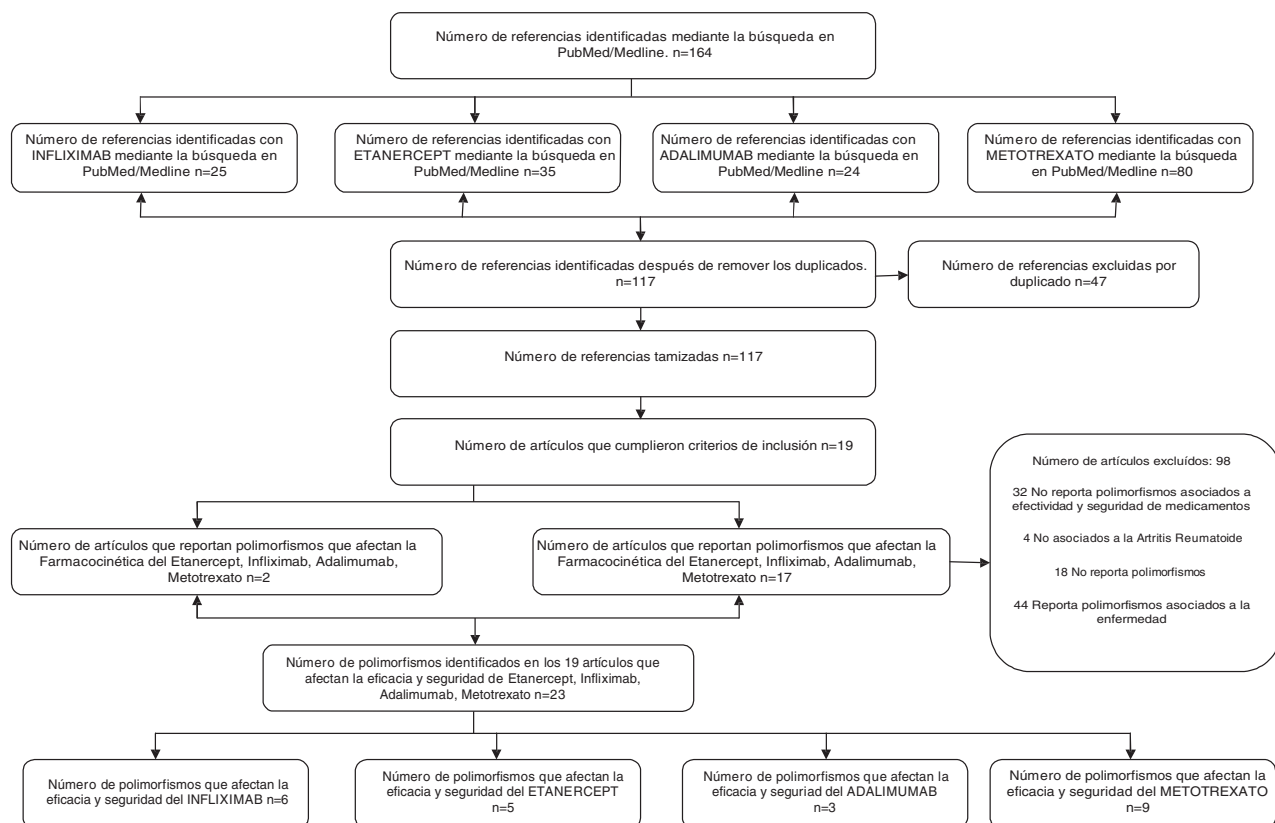 Número de referencias identificadas mediante la búsqueda en
PubMed/Medline. n=164
Número de referencias identificadas con
INFLIXIMAB mediante la búsqueda en
PubMed/Medline n=25
Número de referencias identificadas con
ETANERCEPT mediante la búsqueda en
PubMed/Medline n=35
Número de referencias identificadas con
ADALIMUMAB mediante la búsqueda en
PubMed/Medline n=24
Número de referencias identificadas con
METOTREXATO mediante la búsqueda
en PubMed/Medline n=80
Número de referencias identificadas después de remover los duplicados.
n=117
Número de referencias excluidas por
duplicado n=47
Número de referencias tamizadas n=117
Número de artículos que cumplieron criterios de inclusión n=19
Número de artículos excluídos: 98
32 No reporta polimorfismos asociados a
efectividad y seguridad de medicamentos
4 No asociados a la Artritis Reumatoide
18 No reporta polimorfismos
44 Reporta polimorfismos asociados a la
enfermedad
Número de artículos que reportan polimorfismos que afectan la
Farmacocinética del Etanercept, Infliximab, Adalimumab,
Metotrexato n=2
Número de artículos que reportan polimorfismos que afectan la
Farmacocinética del Etanercept, Infliximab, Adalimumab,
Metotrexato n=17
Número de polimorfismos identificados en los 19 artículos que
afectan la eficacia y seguridad de Etanercept, Infliximab,
Adalimumab, Metotrexato n=23
Número de polimorfismos que afectan la
eficacia y seguridad del INFLIXIMAB n=6
Número de polimorfismos que afectan la
eficacia y seguridad del ETANERCEPT
n=5
Número de polimorfismos que afectan la
eficacia y seguriad del ADALIMUMAB
n=3
Número de polimorfismos que afectan la
eficacia y seguridad del METOTREXATO
n=9